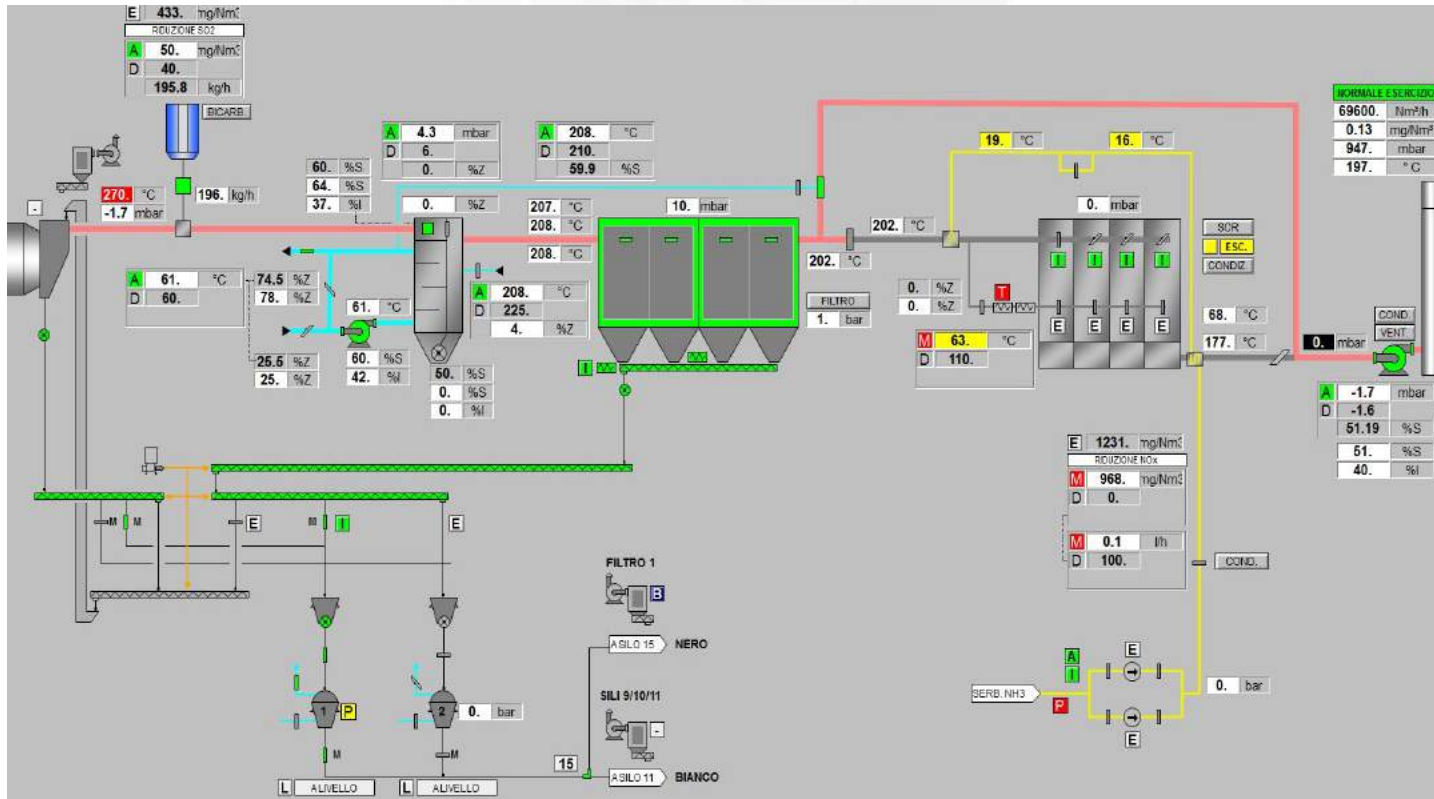 E 433. mg/Nm3
RIDUZIONE SO2
A 50. mg/Nm3
D 40.
195.8 kg/h
BICARB.
196. kg/h
270. °C
-1.7 mbar
-
A 4.3 mbar
D 6.
0. %Z
A 208. °C
D 210.
59.9 %S
60. %S
64. %S
37. %I
0. %Z
207. °C
208. °C
208. °C
10. mbar
202. °C
FILTRO
1. bar
A 61. °C
D 60.
74.5 %Z
78. %Z
25.5 %Z
25. %Z
61. °C
60. %S
42. %I
A 208. °C
D 225.
4. %Z
50. %S
0. %S
0. %I
I
19. °C
16. °C
202. °C
0. mbar
I I I I
E E E E
SCR
ESC.
CONDIZ
0. %Z
0. %Z
T
M 63. °C
D 110.
68. °C
177. °C
NORMALE ESERCIZIO
69600. Nm³/h
0.13 mg/Nm³
947. mbar
197. °C
0. mbar
COND.
VENT.
A -1.7 mbar
D -1.6
51.19 %S
51. %S
40. %I
E 1231. mg/Nm3
RIDUZIONE NOx
M 968. mg/Nm3
D 0.
M 0.1 l/h
D 100.
COND.
M M E M I E
FILTRO 1
B
ASILO 15 NERO
SILI 9/10/11
-
ASILO 11 BIANCO
15
1 P
2 0. bar
M M
L ALIVELLO
L ALIVELLO
SERB. NH3
A
I
P
E
E
0. bar